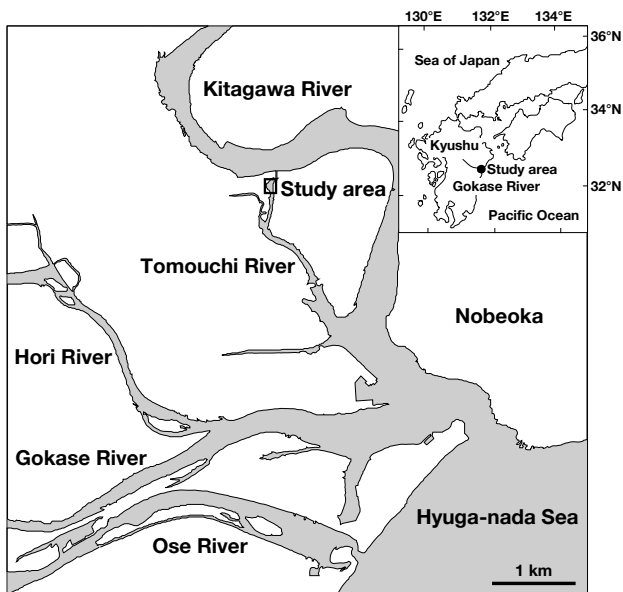 130°E 132°E 134°E
36°N
Sea of Japan
Kitagawa River
34°N
Kyushu
Study area
Study area
Gokase River
32°N
Pacific Ocean
Tomouchi River
Nobeoka
Hori River
Gokase River
Hyuga-nada Sea
Ose River
1 km